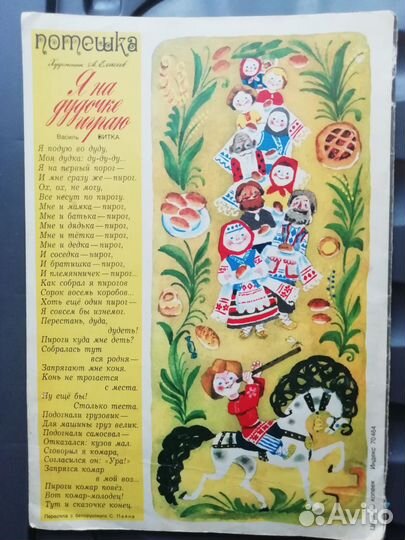 потешка
Художник А. Елисеев
Я на
дудочке
играю
Василь ВИТКА
Я подую во дуду,
Моя дудка: ду-ду-ду...
Я на первый порог —
И мне сразу же — пирог.
Ох, ох, не могу,
Все несут по пирогу.
Мне и мамка — пирог,
Мне и батька — пирог,
Мне и дядька — пирог,
Мне и тётка — пирог,
Мне и дедка — пирог,
И соседка — пирог,
И братишка — пирог,
И племянничек — пирог...
Как собрал я пирогов
Сорок восемь коробов...
Хоть ещё один пирог —
Я совсем бы изнемог.
Перестань, дуда,
дудеть!
Пироги куда мне деть?
Собралась тут
вся родня —
Запрягают мне коня.
Конь не трогается
с места.
Ну ещё бы!
Столько теста.
Подогнали грузовик —
Для машины груз велик.
Подогнали самосвал —
Отказался: кузов мал.
Сговорил я комара,
Согласился он: «Ура!»
Запрягся комар
в мой воз...
Пироги комар повёз.
Вот комар-молодец!
Тут и сказочке конец.
Пересказ с белорусского
копеек Индекс 70464
Avito